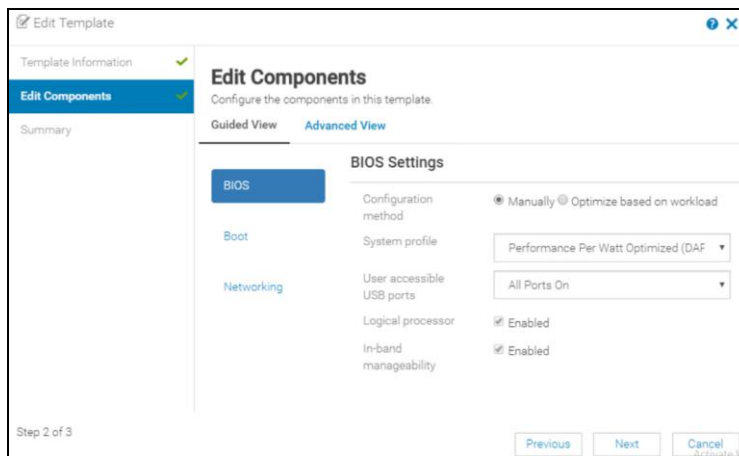 Edit Template
Template Information
Edit Components
Summary
Edit Components
Configure the components in this template.
Guided View Advanced View
BIOS
Boot
Networking
BIOS Settings
Configuration method
Manually Optimize based on workload
System profile
Performance Per Watt Optimized (DAP
User accessible USB ports
All Ports On
Logical processor
Enabled
In-band manageability
Enabled
Step 2 of 3
Previous Next Cancel